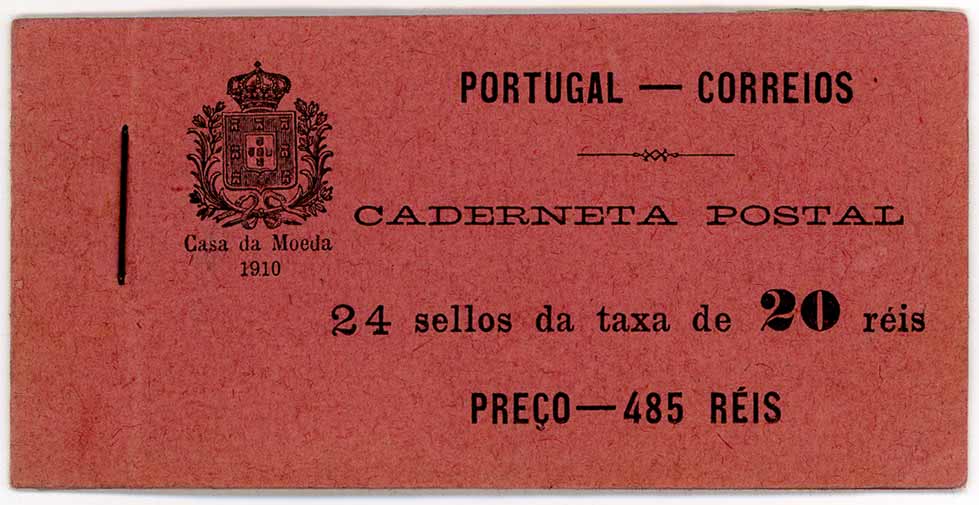 PORTUGAL — CORREIOS
CADERNETA POSTAL
Casa da Moeda
1910
24 sellos da taxa de 20 réis
PREÇO — 485 RÉIS